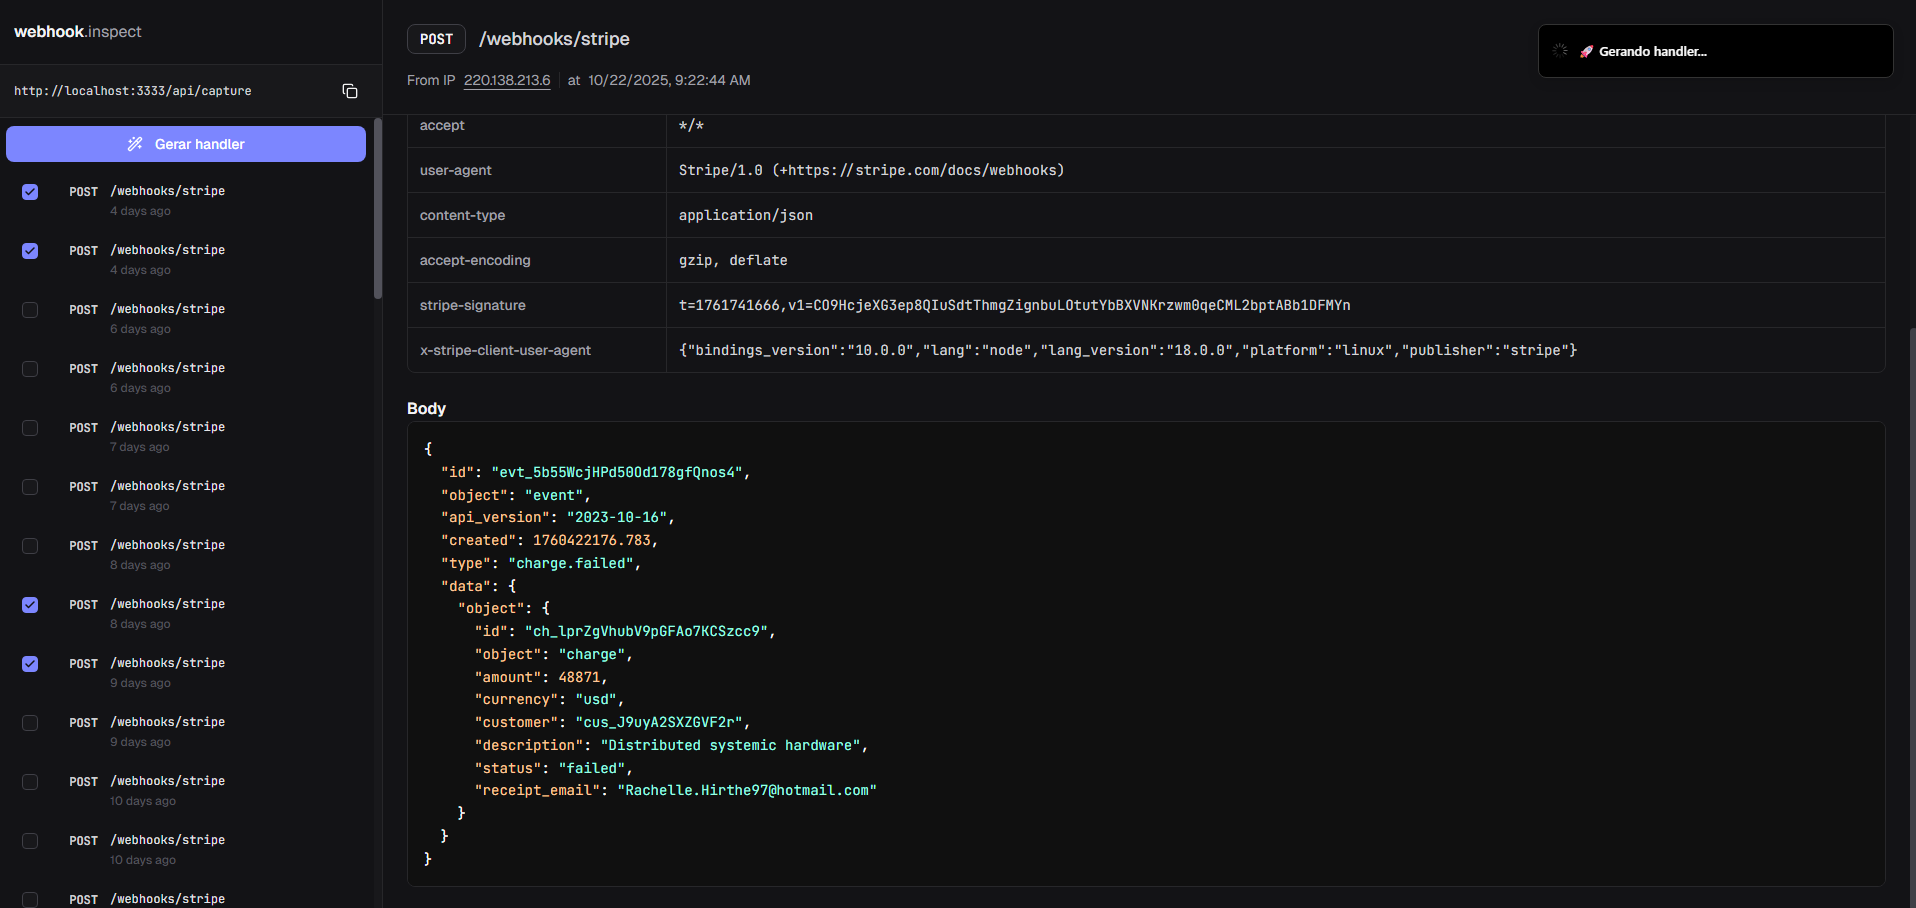 webhook.inspect
http://localhost:3333/api/capture
Gerar handler
POST /webhooks/stripe
4 days ago
POST /webhooks/stripe
4 days ago
POST /webhooks/stripe
6 days ago
POST /webhooks/stripe
6 days ago
POST /webhooks/stripe
7 days ago
POST /webhooks/stripe
7 days ago
POST /webhooks/stripe
8 days ago
POST /webhooks/stripe
8 days ago
POST /webhooks/stripe
9 days ago
POST /webhooks/stripe
9 days ago
POST /webhooks/stripe
10 days ago
POST /webhooks/stripe
10 days ago
POST /webhooks/stripe
POST /webhooks/stripe
From IP 220.138.213.6 at 10/22/2025, 9:22:44 AM
🚀 Gerando handler...
accept */*
user-agent Stripe/1.0 (+https://stripe.com/docs/webhooks)
content-type application/json
accept-encoding gzip, deflate
stripe-signature t=1761741666,v1=CO9HcjeXG3ep8QIuSdtThmgZignbuLOtutYbBXVNKrzwm0qeCML2bptABb1DFMYn
x-stripe-client-user-agent {"bindings_version":"10.0.0","lang":"node","lang_version":"18.0.0","platform":"linux","publisher":"stripe"}
Body
{
"id": "evt_5b55WcjHPd50Od178gfQnos4",
"object": "event",
"api_version": "2023-10-16",
"created": 1760422176.783,
"type": "charge.failed",
"data": {
"object": {
"id": "ch_lprZgVhubV9pGFAo7KCSzcc9",
"object": "charge",
"amount": 48871,
"currency": "usd",
"customer": "cus_J9uyA2SXZGVF2r",
"description": "Distributed systemic hardware",
"status": "failed",
"receipt_email": "Rachelle.Hirthe97@hotmail.com"
}
}
}